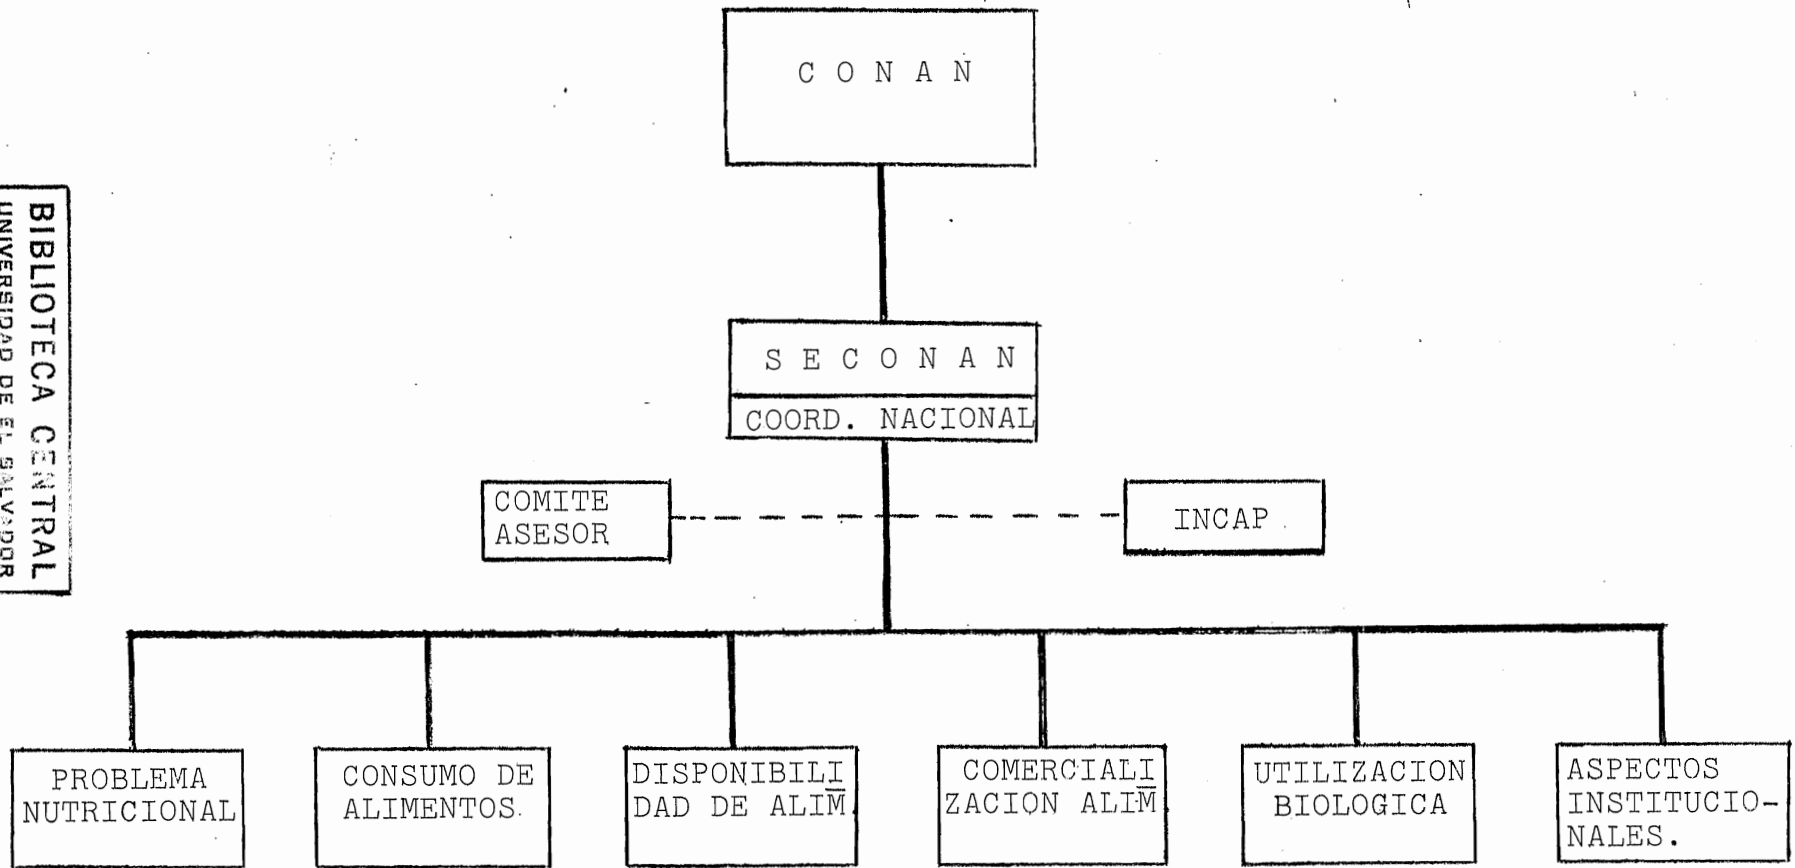 C O N A N
S E C O N A N
COORD. NACIONAL
COMITE
ASESOR
INCAP
PROBLEMA
NUTRICIONAL
CONSUMO DE
ALIMENTOS.
DISPONIBILI
DAD DE ALIM.
COMERCIALI
ZACION ALIM
UTILIZACION
BIOLOGICA
ASPECTOS
INSTITUCIO-
NALES.
BIBLIOTECA CENTRAL
UNIVERSIDAD DE EL SALVADOR